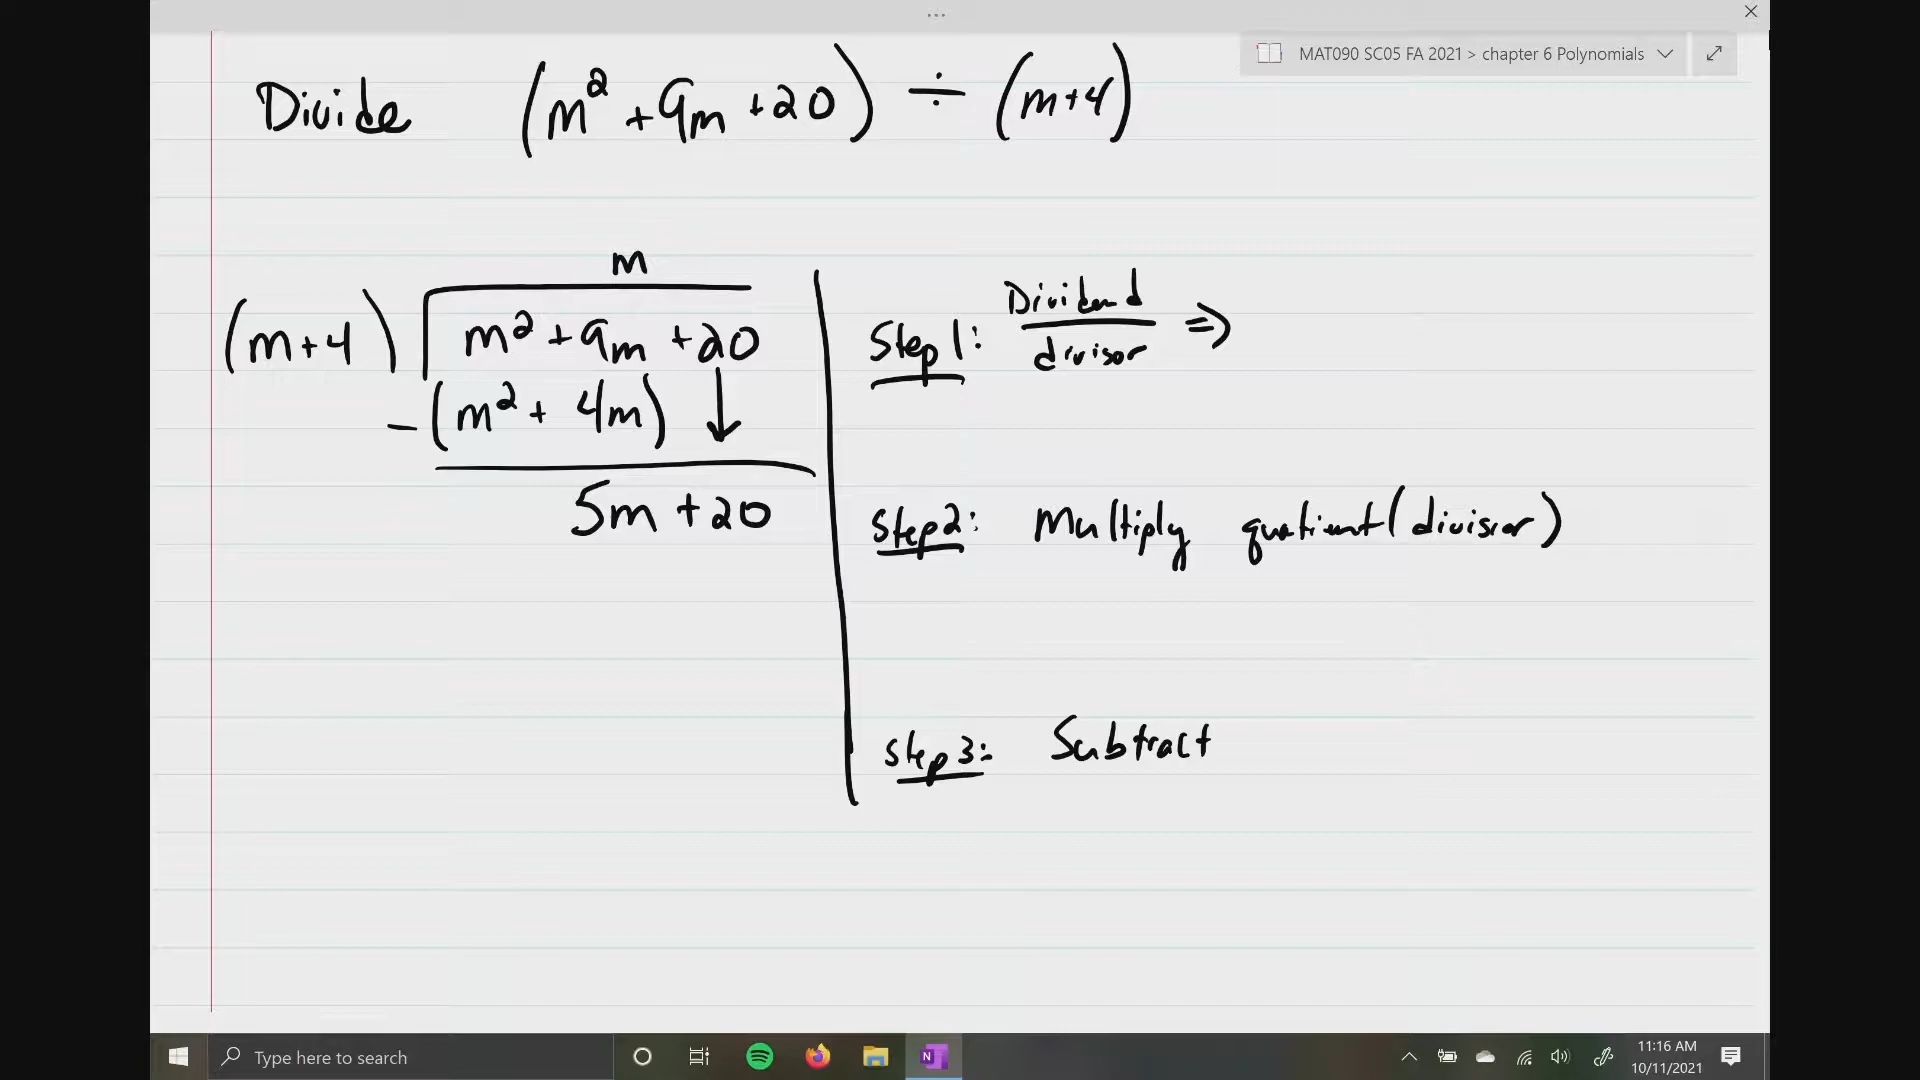 MAT090 SC05 FA 2021 > chapter 6 Polynomials
Divide (m² + 9m + 20) ÷ (m+4)
m
(m+4) m² + 9m + 20
Step 1: Dividend / divisor ⇒
- (m² + 4m) ↓
5m + 20
Step 2: Multiply quotient (divisior)
Step 3: Subtract
Type here to search
11:16 AM
10/11/2021